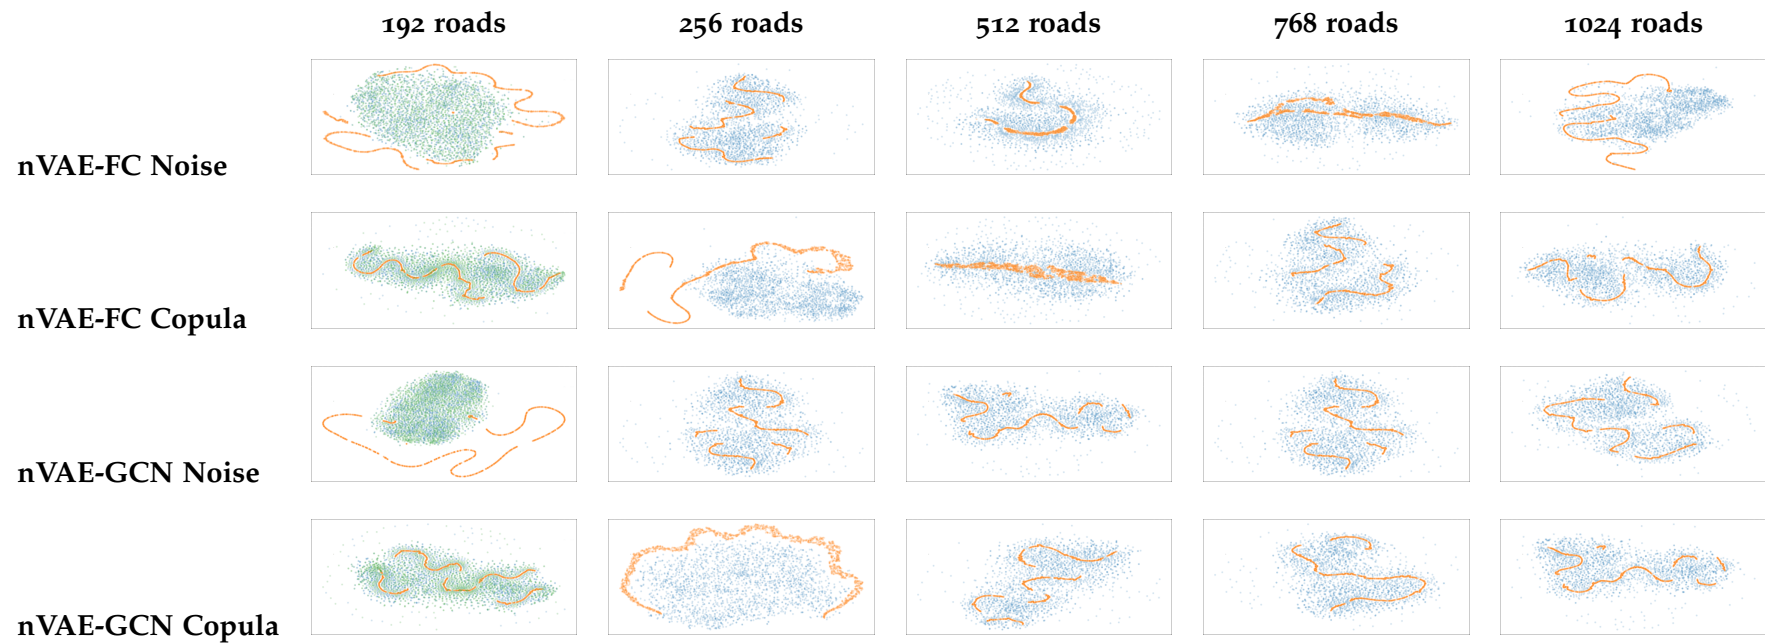 192 roads 256 roads 512 roads 768 roads 1024 roads
nVAE-FC Noise
nVAE-FC Copula
nVAE-GCN Noise
nVAE-GCN Copula